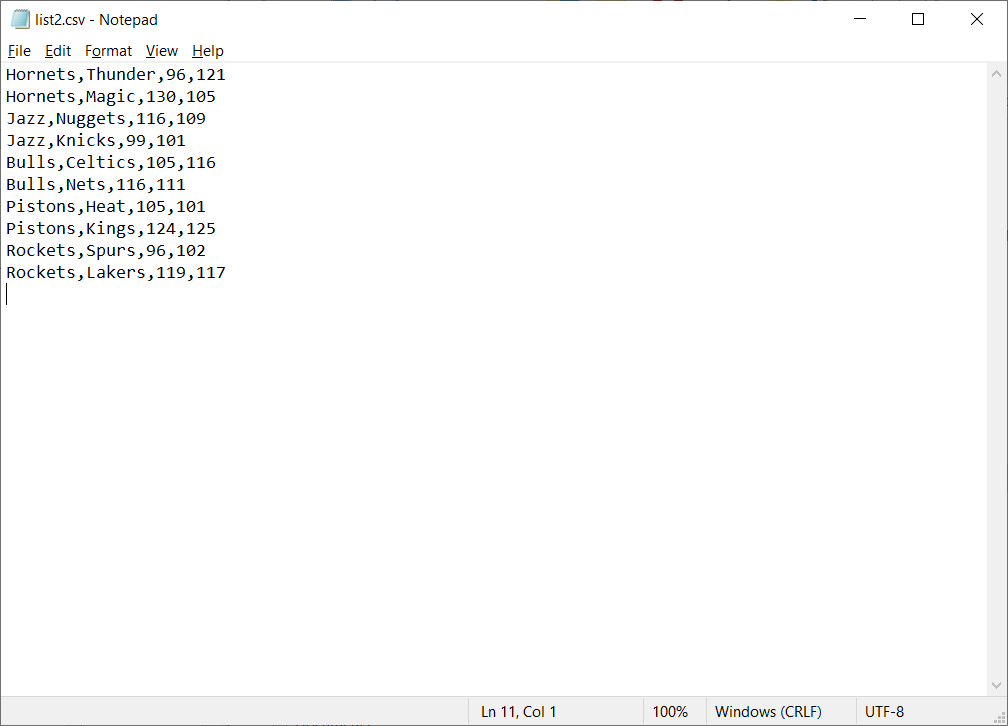 list2.csv - Notepad
File Edit Format View Help
Hornets,Thunder,96,121
Hornets,Magic,130,105
Jazz,Nuggets,116,109
Jazz,Knicks,99,101
Bulls,Celtics,105,116
Bulls,Nets,116,111
Pistons,Heat,105,101
Pistons,Kings,124,125
Rockets,Spurs,96,102
Rockets,Lakers,119,117
Ln 11, Col 1 100% Windows (CRLF) UTF-8